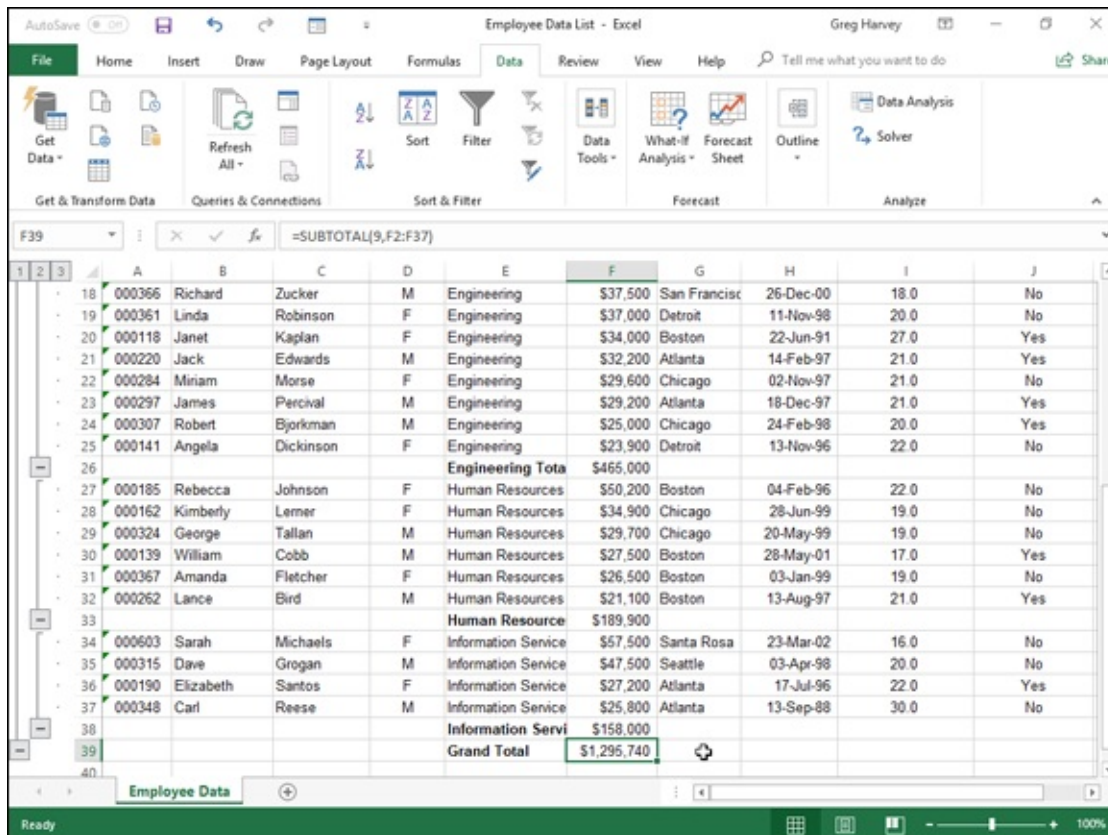 AutoSave Off Employee Data List - Excel Greg Harvey
File Home Insert Draw Page Layout Formulas Data Review View Help Tell me what you want to do Shar
Get Data Refresh All Sort Filter Data Tools What-If Analysis Forecast Sheet Outline Data Analysis Solver
Get & Transform Data Queries & Connections Sort & Filter Forecast Analyze
F39 fx =SUBTOTAL(9,F2:F37)
1 2 3 A B C D E F G H I J
18 000366 Richard Zucker M Engineering $37,500 San Francisc 26-Dec-00 18.0 No
19 000361 Linda Robinson F Engineering $37,000 Detroit 11-Nov-98 20.0 No
20 000118 Janet Kaplan F Engineering $34,000 Boston 22-Jun-91 27.0 Yes
21 000220 Jack Edwards M Engineering $32,200 Atlanta 14-Feb-97 21.0 Yes
22 000284 Miriam Morse F Engineering $29,600 Chicago 02-Nov-97 21.0 No
23 000297 James Percival M Engineering $29,200 Atlanta 18-Dec-97 21.0 Yes
24 000307 Robert Bjorkman M Engineering $25,000 Chicago 24-Feb-98 20.0 Yes
25 000141 Angela Dickinson F Engineering $23,900 Detroit 13-Nov-96 22.0 No
26 Engineering Tota $465,000
27 000185 Rebecca Johnson F Human Resources $50,200 Boston 04-Feb-96 22.0 No
28 000162 Kimberly Lerner F Human Resources $34,900 Chicago 28-Jun-99 19.0 No
29 000324 George Tallan M Human Resources $29,700 Chicago 20-May-99 19.0 No
30 000139 William Cobb M Human Resources $27,500 Boston 28-May-01 17.0 Yes
31 000367 Amanda Fletcher F Human Resources $26,500 Boston 03-Jan-99 19.0 No
32 000262 Lance Bird M Human Resources $21,100 Boston 13-Aug-97 21.0 Yes
33 Human Resource $189,900
34 000603 Sarah Michaels F Information Service $57,500 Santa Rosa 23-Mar-02 16.0 No
35 000315 Dave Grogan M Information Service $47,500 Seattle 03-Apr-98 20.0 No
36 000190 Elizabeth Santos F Information Service $27,200 Atlanta 17-Jul-96 22.0 Yes
37 000348 Carl Reese M Information Service $25,800 Atlanta 13-Sep-88 30.0 No
38 Information Servi $158,000
39 Grand Total $1,295,740
40
Employee Data
Ready 100%